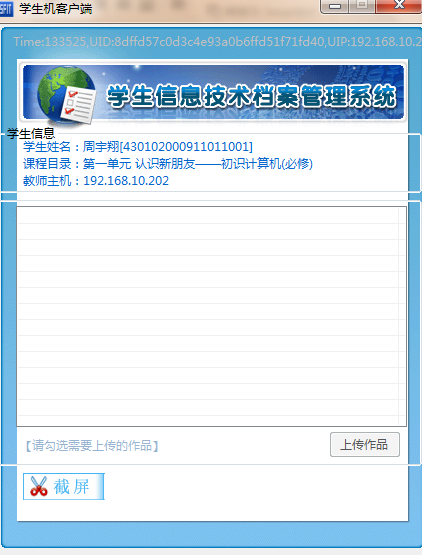 SFIT 学生机客户端
Time:133525,UID:8dffd57c0d3c4e93a0b6ffd51f71fd40,UIP:192.168.10.2
学生信息技术档案管理系统
学生信息
学生姓名：周宇翔[430102000911011001]
课程目录：第一单元 认识新朋友——初识计算机(必修)
教师主机：192.168.10.202
【请勾选需要上传的作品】
上传作品
截屏